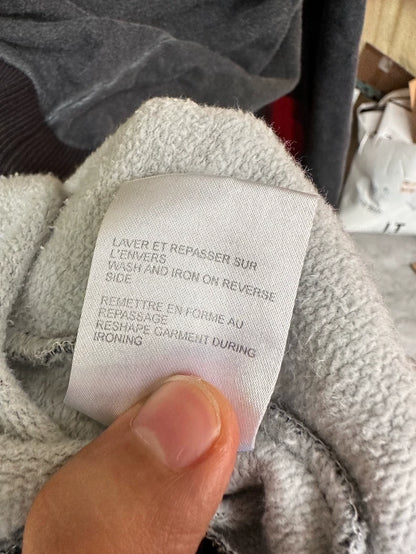 LAVER ET REPASSER SUR
L'ENVERS
WASH AND IRON ON REVERSE
SIDE
REMETTRE EN FORME AU
REPASSAGE
RESHAPE GARMENT DURING
IRONING